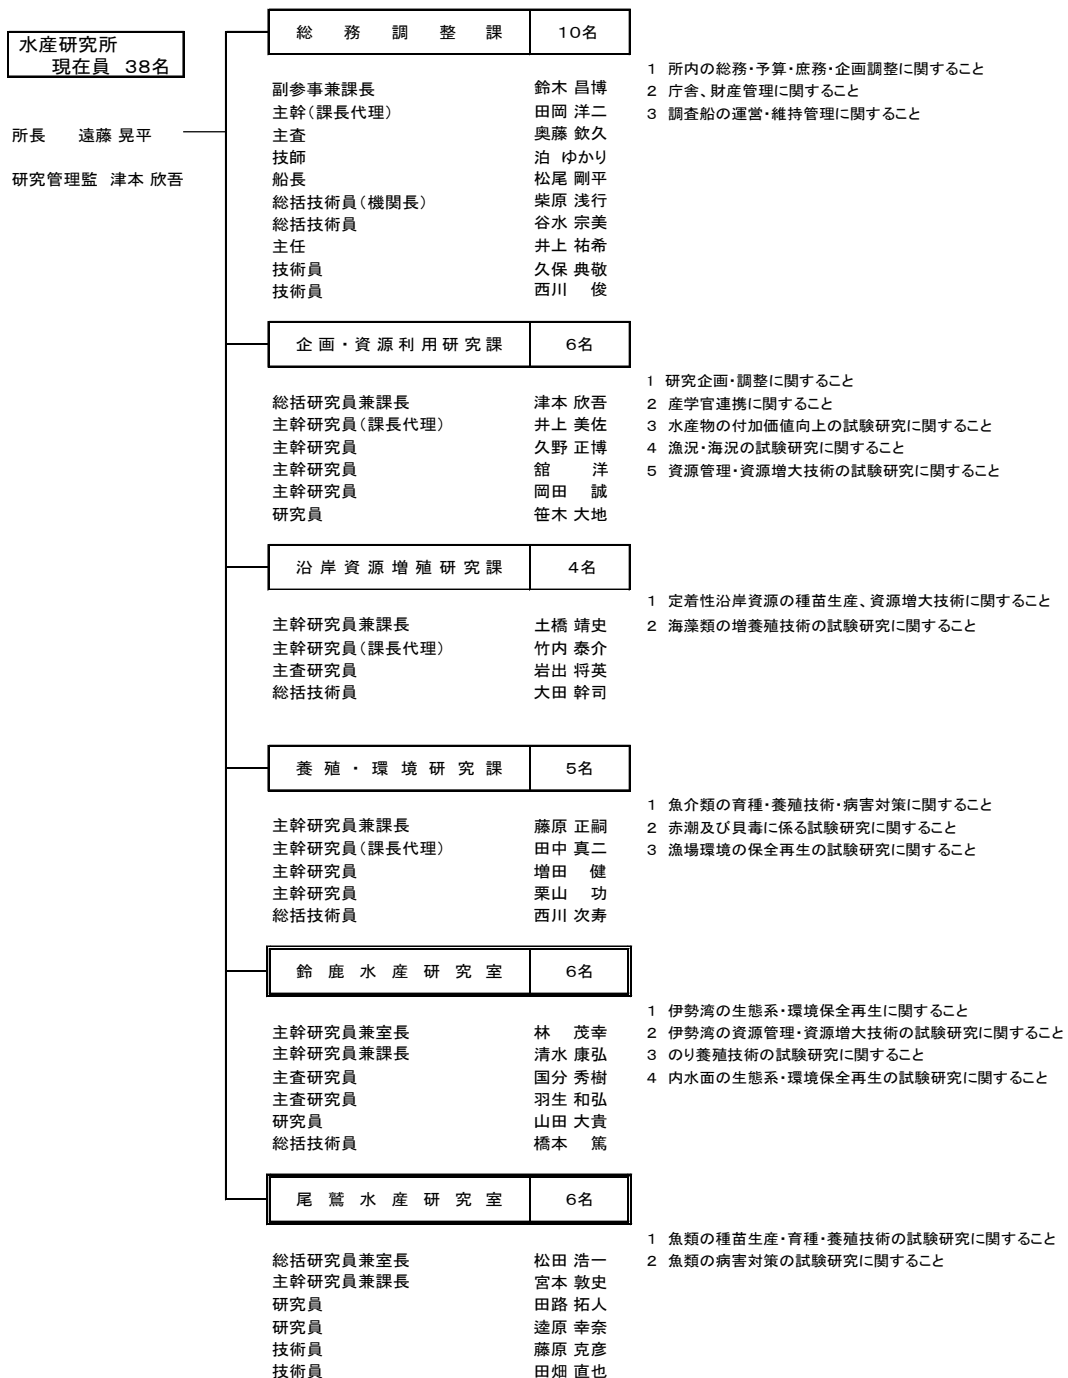 水産研究所
現在員 38名
所長 遠藤 晃平
研究管理監 津本 欣吾
総務調整課 10名
副参事兼課長 鈴木 昌博
主幹(課長代理) 田岡 洋二
主査 奥藤 欽久
技師 泊 ゆかり
船長 松尾 剛平
総括技術員(機関長) 柴原 浅行
総括技術員 谷水 宗美
主任 井上 祐希
技術員 久保 典敬
技術員 西川 俊
1 所内の総務・予算・庶務・企画調整に関すること
2 庁舎、財産管理に関すること
3 調査船の運営・維持管理に関すること
企画・資源利用研究課 6名
総括研究員兼課長 津本 欣吾
主幹研究員(課長代理) 井上 美佐
主幹研究員 久野 正博
主幹研究員 舘 洋
主幹研究員 岡田 誠
研究員 笹木 大地
1 研究企画・調整に関すること
2 産学官連携に関すること
3 水産物の付加価値向上の試験研究に関すること
4 漁況・海況の試験研究に関すること
5 資源管理・資源増大技術の試験研究に関すること
沿岸資源増殖研究課 4名
主幹研究員兼課長 土橋 靖史
主幹研究員(課長代理) 竹内 泰介
主査研究員 岩出 将英
総括技術員 大田 幹司
1 定着性沿岸資源の種苗生産、資源増大技術に関すること
2 海藻類の増養殖技術の試験研究に関すること
養殖・環境研究課 5名
主幹研究員兼課長 藤原 正嗣
主幹研究員(課長代理) 田中 真二
主幹研究員 増田 健
主幹研究員 栗山 功
総括技術員 西川 次寿
1 魚介類の育種・養殖技術・病害対策に関すること
2 赤潮及び貝毒に係る試験研究に関すること
3 漁場環境の保全再生の試験研究に関すること
鈴鹿水産研究室 6名
主幹研究員兼室長 林 茂幸
主幹研究員兼課長 清水 康弘
主査研究員 国分 秀樹
主査研究員 羽生 和弘
研究員 山田 大貴
総括技術員 橋本 篤
1 伊勢湾の生態系・環境保全再生に関すること
2 伊勢湾の資源管理・資源増大技術の試験研究に関すること
3 のり養殖技術の試験研究に関すること
4 内水面の生態系・環境保全再生の試験研究に関すること
尾鷲水産研究室 6名
総括研究員兼室長 松田 浩一
主幹研究員兼課長 宮本 敦史
研究員 田路 拓人
研究員 逵原 幸奈
技術員 藤原 克彦
技術員 田畑 直也
1 魚類の種苗生産・育種・養殖技術の試験研究に関すること
2 魚類の病害対策の試験研究に関すること